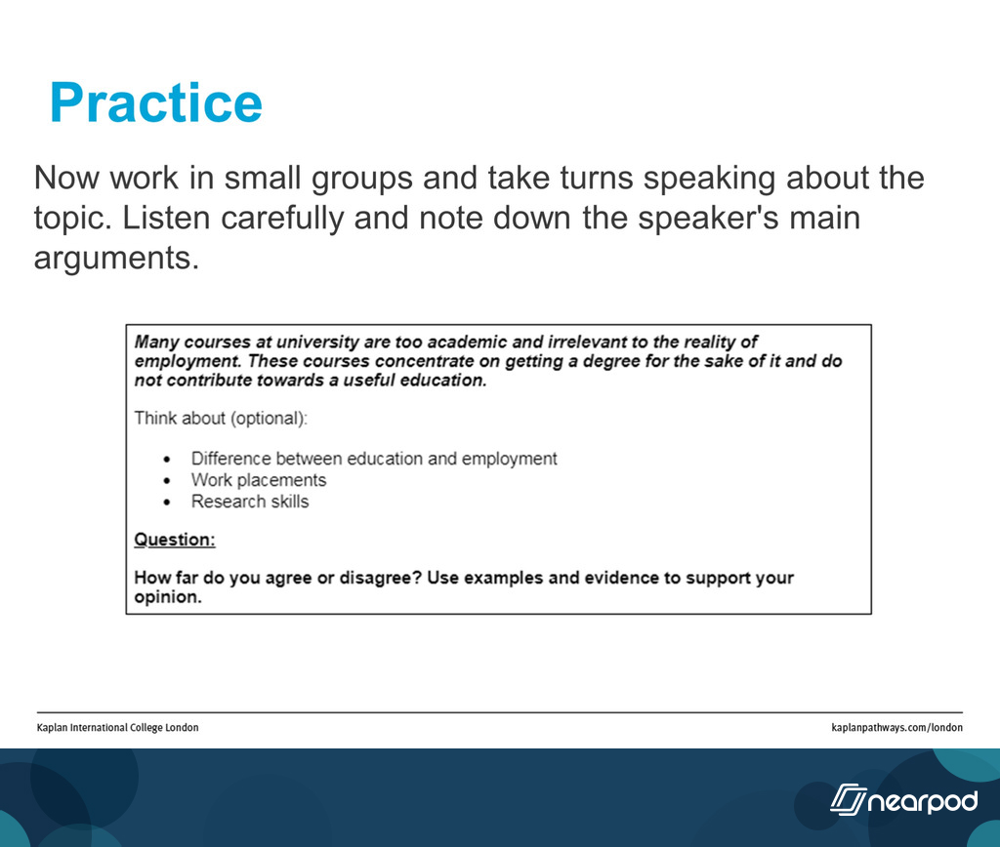 Practice
Now work in small groups and take turns speaking about the
topic. Listen carefully and note down the speaker's main
arguments.
Many courses at university are too academic and irrelevant to the reality of
employment. These courses concentrate on getting a degree for the sake of it and do
not contribute towards a useful education.
Think about (optional):
• Difference between education and employment
• Work placements
• Research skills
Question:
How far do you agree or disagree? Use examples and evidence to support your
opinion.
Kaplan International College London
kaplanpathways.com/london
nearpod